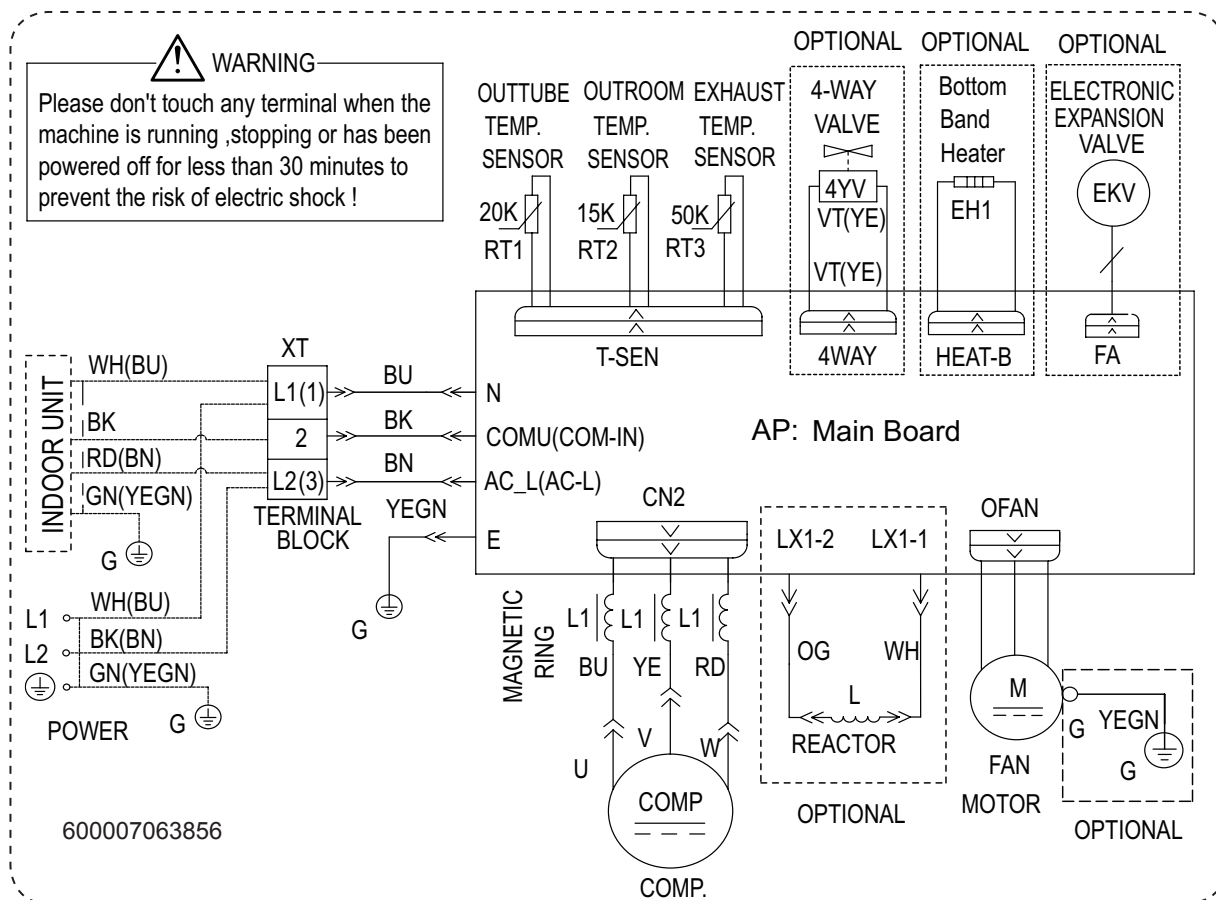 WARNING
Please don't touch any terminal when the
machine is running ,stopping or has been
powered off for less than 30 minutes to
prevent the risk of electric shock !
OUTTUBE
TEMP.
SENSOR
20K
RT1
OUTROOM
TEMP.
SENSOR
15K
RT2
EXHAUST
TEMP.
SENSOR
50K
RT3
T-SEN
OPTIONAL
4-WAY
VALVE
4YV
VT(YE)
VT(YE)
4WAY
OPTIONAL
Bottom
Band
Heater
EH1
HEAT-B
OPTIONAL
ELECTRONIC
EXPANSION
VALVE
EKV
FA
INDOOR UNIT
WH(BU)
BK
RD(BN)
GN(YEGN)
G
XT
L1(1)
2
L2(3)
TERMINAL
BLOCK
BU
BK
BN
YEGN
G
N
COMU(COM-IN)
AC_L(AC-L)
E
AP: Main Board
L1
L2
WH(BU)
BK(BN)
GN(YEGN)
G
POWER
CN2
MAGNETIC
RING
L1
L1
L1
BU
YE
RD
U
V
W
COMP
COMP.
LX1-2
LX1-1
OG
WH
L
REACTOR
OPTIONAL
OFAN
M
FAN
MOTOR
G
YEGN
G
OPTIONAL
600007063856